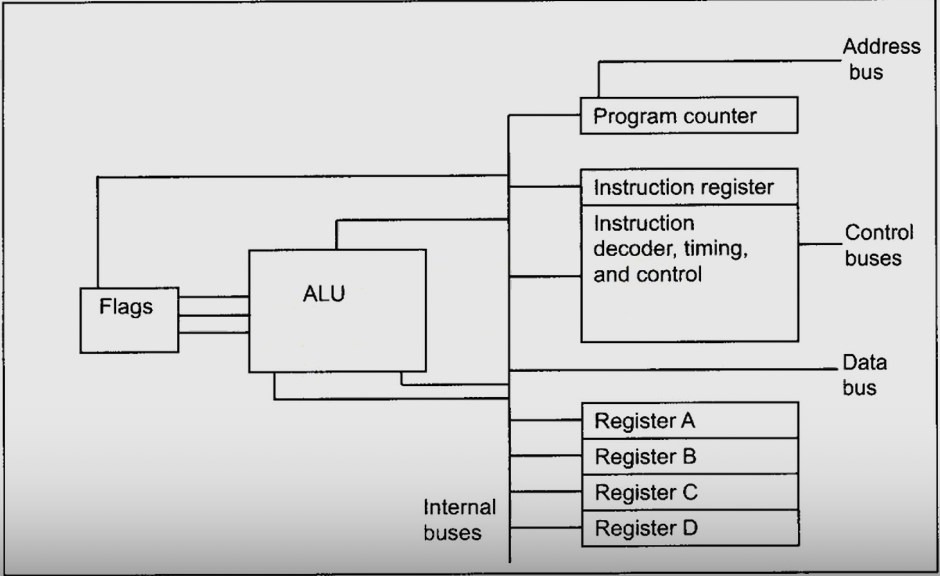 Address
bus
Program counter
Instruction register
Instruction
decoder, timing,
and control
Control
buses
ALU
Flags
Data
bus
Register A
Register B
Register C
Register D
Internal
buses